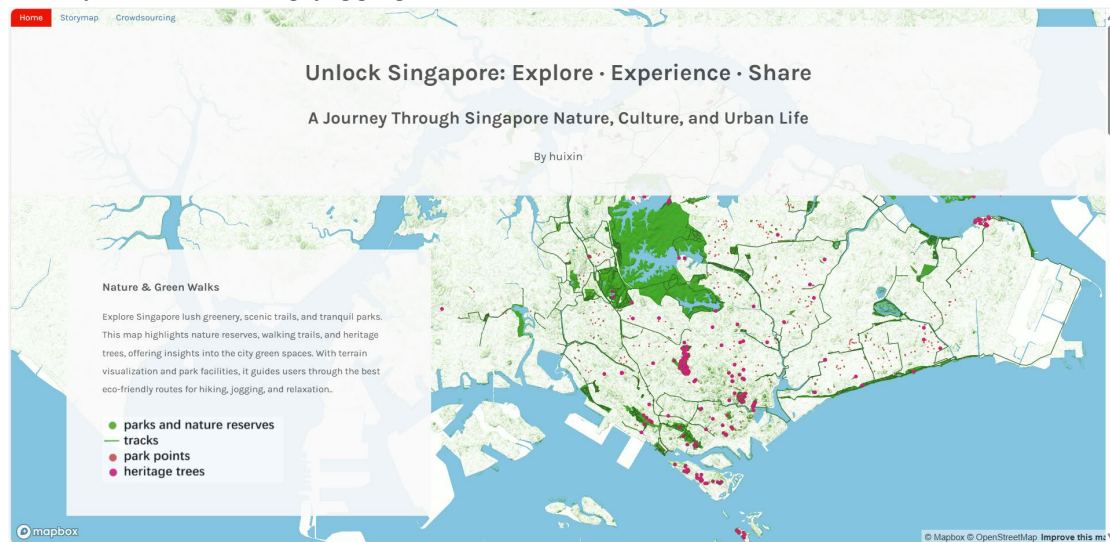 Home Storymap Crowdsourcing
Unlock Singapore: Explore · Experience · Share
A Journey Through Singapore Nature, Culture, and Urban Life
By huixin
Nature & Green Walks
Explore Singapore lush greenery, scenic trails, and tranquil parks.
This map highlights nature reserves, walking trails, and heritage
trees, offering insights into the city green spaces. With terrain
visualization and park facilities, it guides users through the best
eco-friendly routes for hiking, jogging, and relaxation..
parks and nature reserves
tracks
park points
heritage trees
mapbox
© Mapbox © OpenStreetMap Improve this